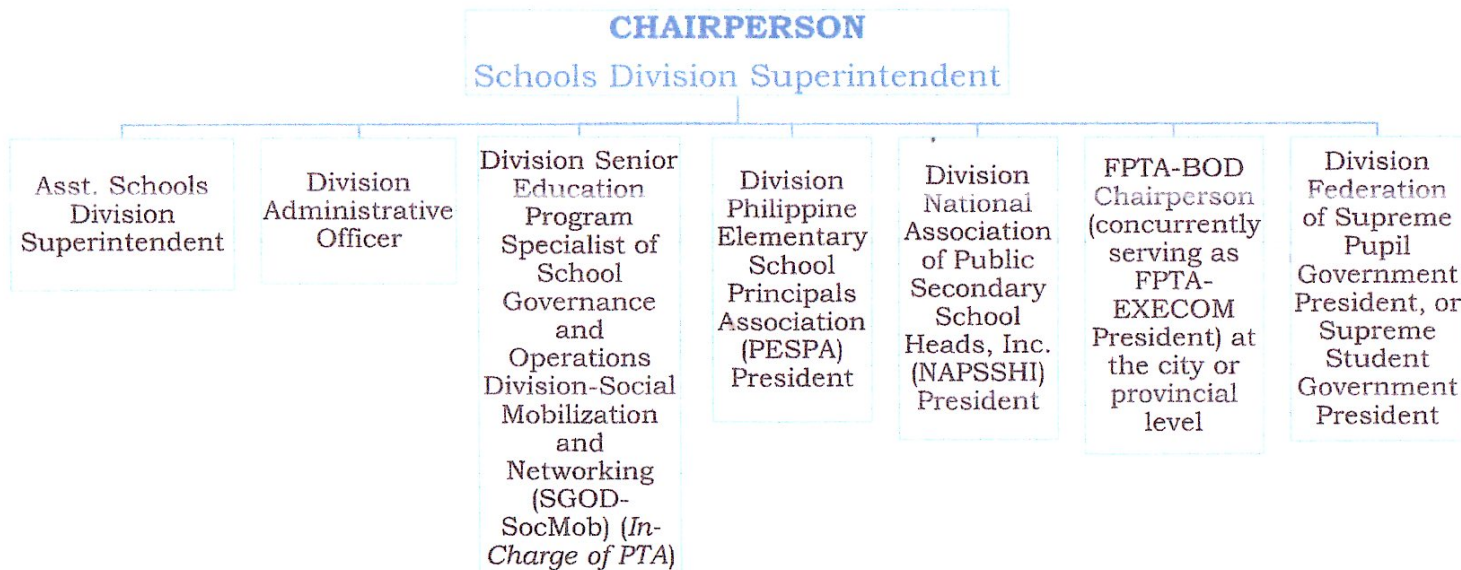 CHAIRPERSON
Schools Division Superintendent
Asst. Schools
Division
Superintendent
Division
Administrative
Officer
Division Senior
Education
Program
Specialist of
School
Governance
and
Operations
Division-Social
Mobilization
and
Networking
(SGOD-
SocMob) (In-
Charge of PTA)
Division
Philippine
Elementary
School
Principals
Association
(PESPA)
President
Division
National
Association
of Public
Secondary
School
Heads, Inc.
(NAPSSHI)
President
FPTA-BOD
Chairperson
(concurrently
serving as
FPTA-
EXECOM
President) at
the city or
provincial
level
Division
Federation
of Supreme
Pupil
Government
President, or
Supreme
Student
Government
President